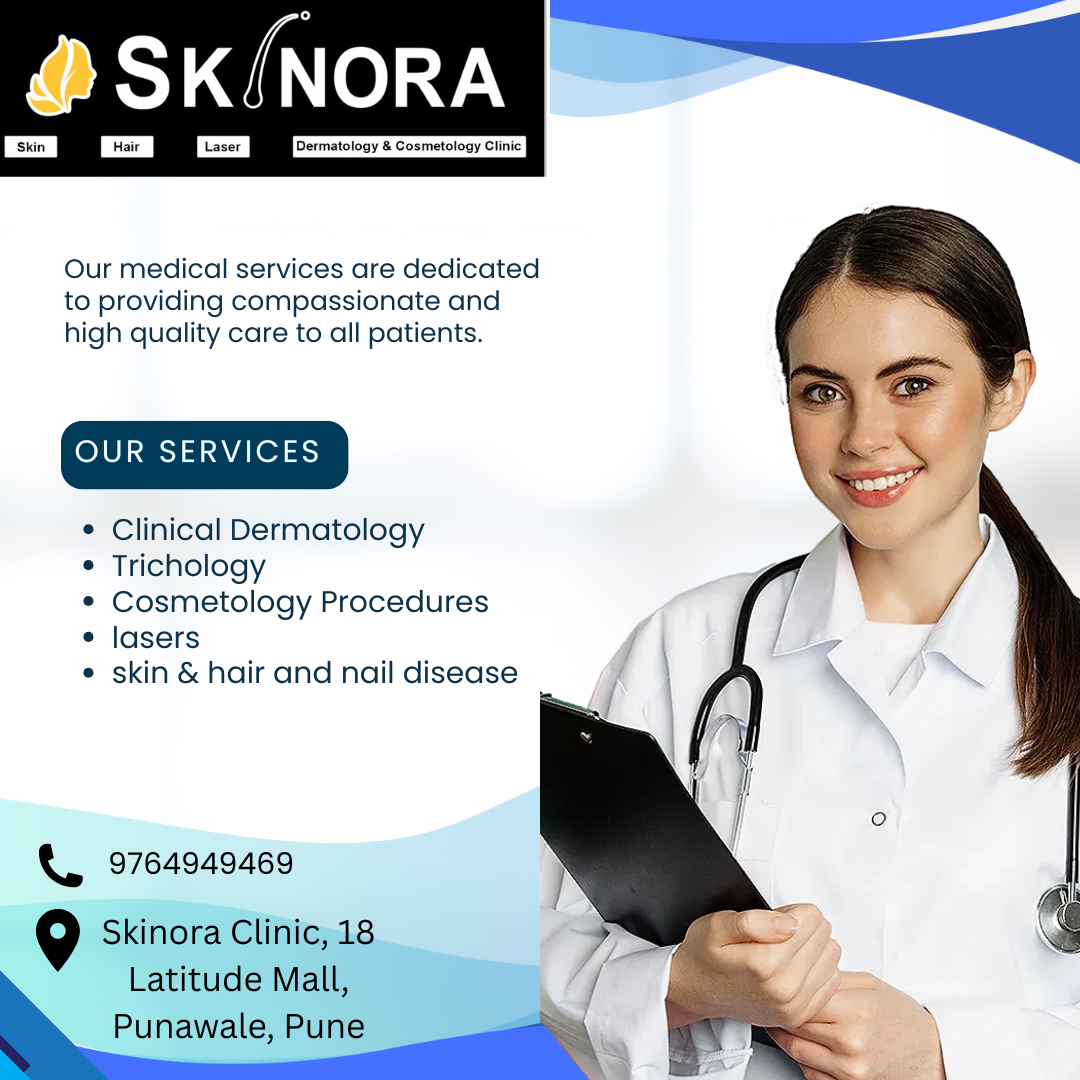 SKINORA
Skin Hair Laser Dermatology & Cosmetology Clinic
Our medical services are dedicated
to providing compassionate and
high quality care to all patients.
OUR SERVICES
• Clinical Dermatology
• Trichology
• Cosmetology Procedures
• lasers
• skin & hair and nail disease
9764949469
Skinora Clinic, 18
Latitude Mall,
Punawale, Pune